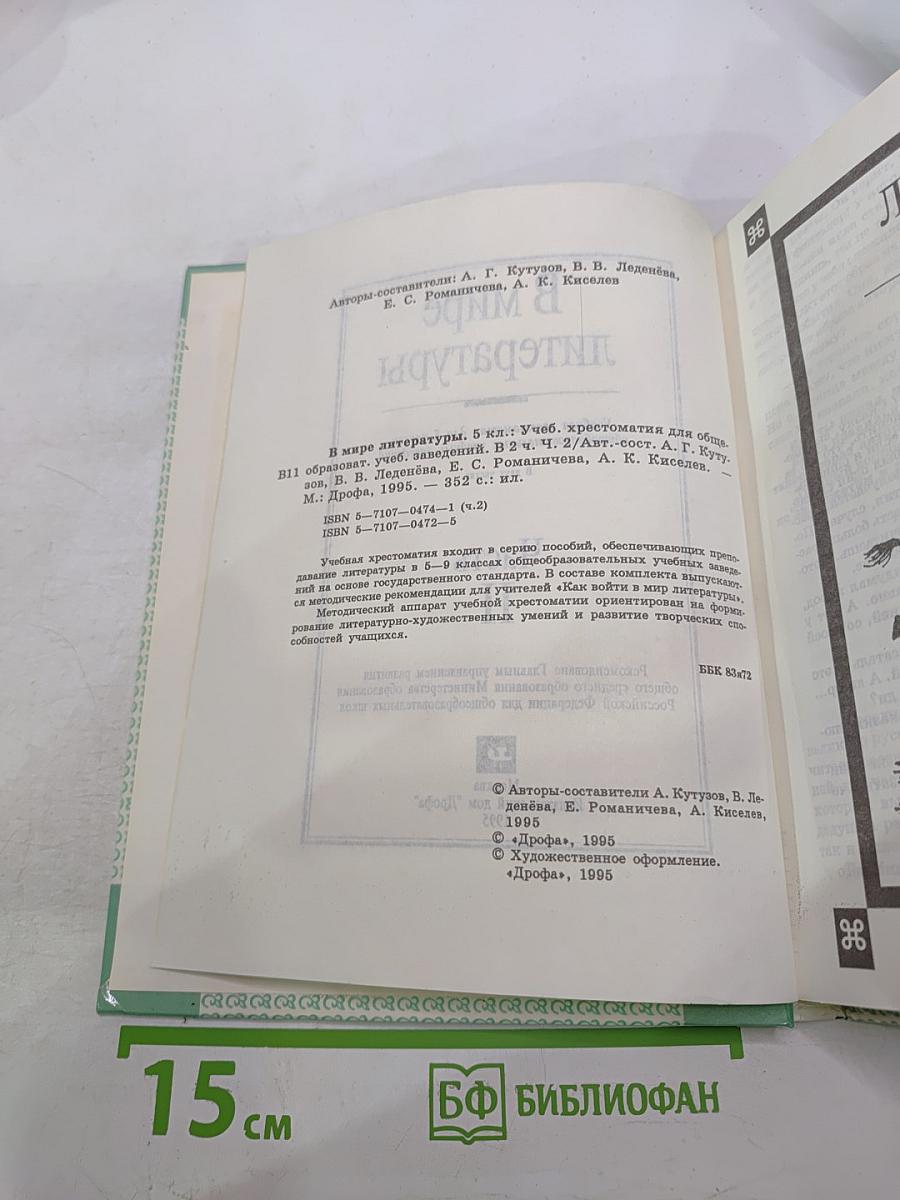 Авторы-составители: А. Г. Кутузов, В. В. Леденёва,
Е. С. Романичева, А. К. Киселев
В мире литературы. 5 кл.: Учеб. хрестоматия для обще-
В11 образоват. учеб. заведений. В 2 ч. Ч. 2/Авт.-сост. А. Г. Куту-
зов, В. В. Леденёва, Е. С. Романичева, А. К. Киселев. —
М.: Дрофа, 1995. — 352 с.: ил.
ISBN 5—7107—0474—1 (ч.2)
ISBN 5—7107—0472—5
Учебная хрестоматия входит в серию пособий, обеспечивающих препо-
давание литературы в 5—9 классах общеобразовательных учебных заведе-
ний на основе государственного стандарта. В составе комплекта выпускают-
ся методические рекомендации для учителей «Как войти в мир литературы».
Методический аппарат учебной хрестоматии ориентирован на форми-
рование литературно-художественных умений и развитие творческих спо-
собностей учащихся.
ББК 83я72
© Авторы-составители А. Кутузов, В. Ле-
денёва, Е. Романичева, А. Киселев,
1995
© «Дрофа», 1995
© Художественное оформление.
«Дрофа», 1995
15 см
БФ БИБЛИОФАН